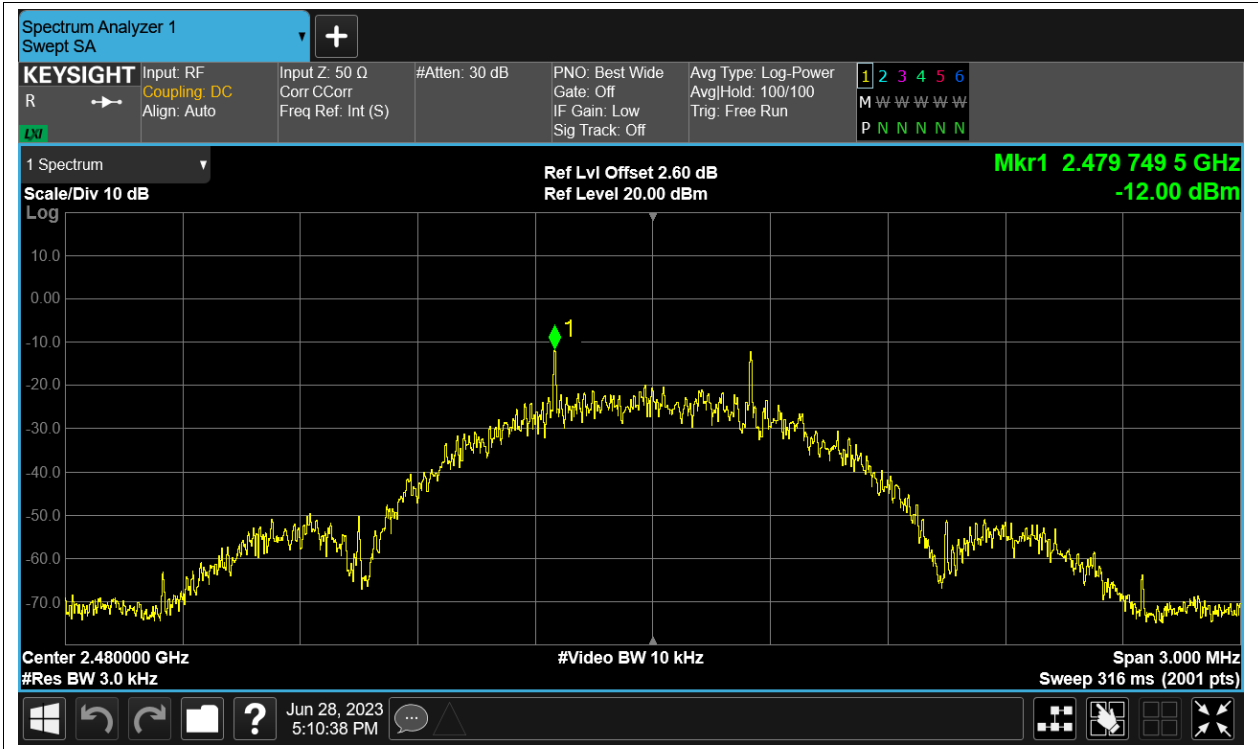 Spectrum Analyzer 1
Swept SA
KEYSIGHT
R
LXI
Input: RF
Coupling: DC
Align: Auto
Input Z: 50 Ω
Corr CCorr
Freq Ref: Int (S)
#Atten: 30 dB
PNO: Best Wide
Gate: Off
IF Gain: Low
Sig Track: Off
Avg Type: Log-Power
Avg|Hold: 100/100
Trig: Free Run
1 2 3 4 5 6
M W W W W W W
P N N N N N
1 Spectrum
Scale/Div 10 dB
Log
Ref Lvl Offset 2.60 dB
Ref Level 20.00 dBm
Mkr1 2.479 749 5 GHz
-12.00 dBm
10.0
0.00
-10.0
-20.0
-30.0
-40.0
-50.0
-60.0
-70.0
1
Center 2.480000 GHz
#Res BW 3.0 kHz
#Video BW 10 kHz
Span 3.000 MHz
Sweep 316 ms (2001 pts)
?
Jun 28, 2023
5:10:38 PM